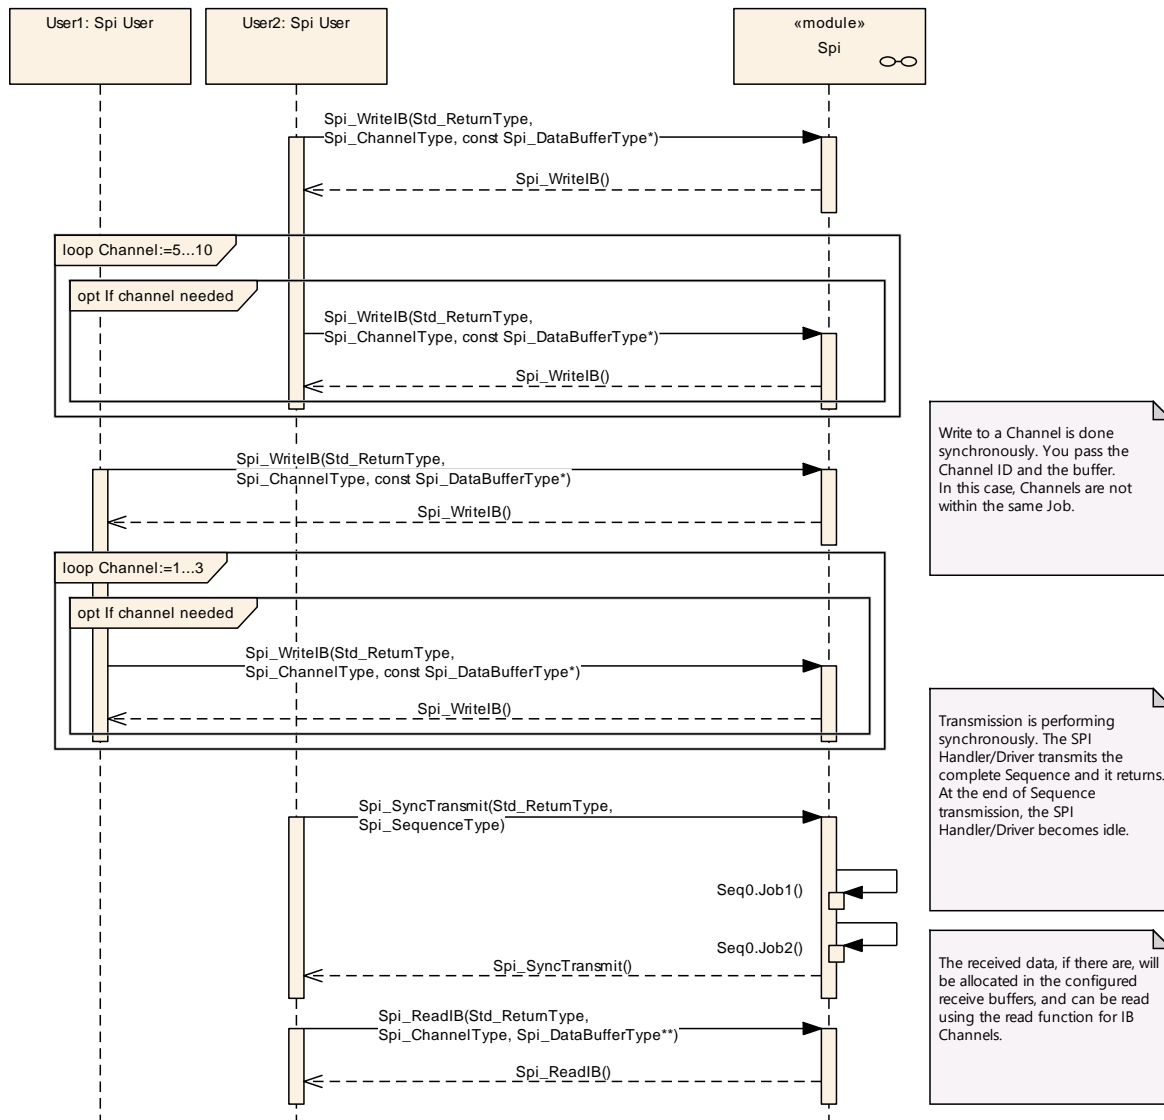 User1: Spi User
User2: Spi User
«module»
Spi
Spi_WriteIB(Std_ReturnType,
Spi_ChannelType, const Spi_DataBufferType*)
Spi_WriteIB()
loop Channel:=5...10
opt If channel needed
Spi_WriteIB(Std_ReturnType,
Spi_ChannelType, const Spi_DataBufferType*)
Spi_WriteIB()
Write to a Channel is done
synchronously. You pass the
Channel ID and the buffer.
In this case, Channels are not
within the same Job.
Spi_WriteIB(Std_ReturnType,
Spi_ChannelType, const Spi_DataBufferType*)
Spi_WriteIB()
loop Channel:=1...3
opt If channel needed
Spi_WriteIB(Std_ReturnType,
Spi_ChannelType, const Spi_DataBufferType*)
Spi_WriteIB()
Transmission is performing
synchronously. The SPI
Handler/Driver transmits the
complete Sequence and it returns.
At the end of Sequence
transmission, the SPI
Handler/Driver becomes idle.
Spi_SyncTransmit(Std_ReturnType,
Spi_SequenceType)
Seq0.Job1()
Seq0.Job2()
Spi_SyncTransmit()
The received data, if there are, will
be allocated in the configured
receive buffers, and can be read
using the read function for IB
Channels.
Spi_ReadIB(Std_ReturnType,
Spi_ChannelType, Spi_DataBufferType**)
Spi_ReadIB()